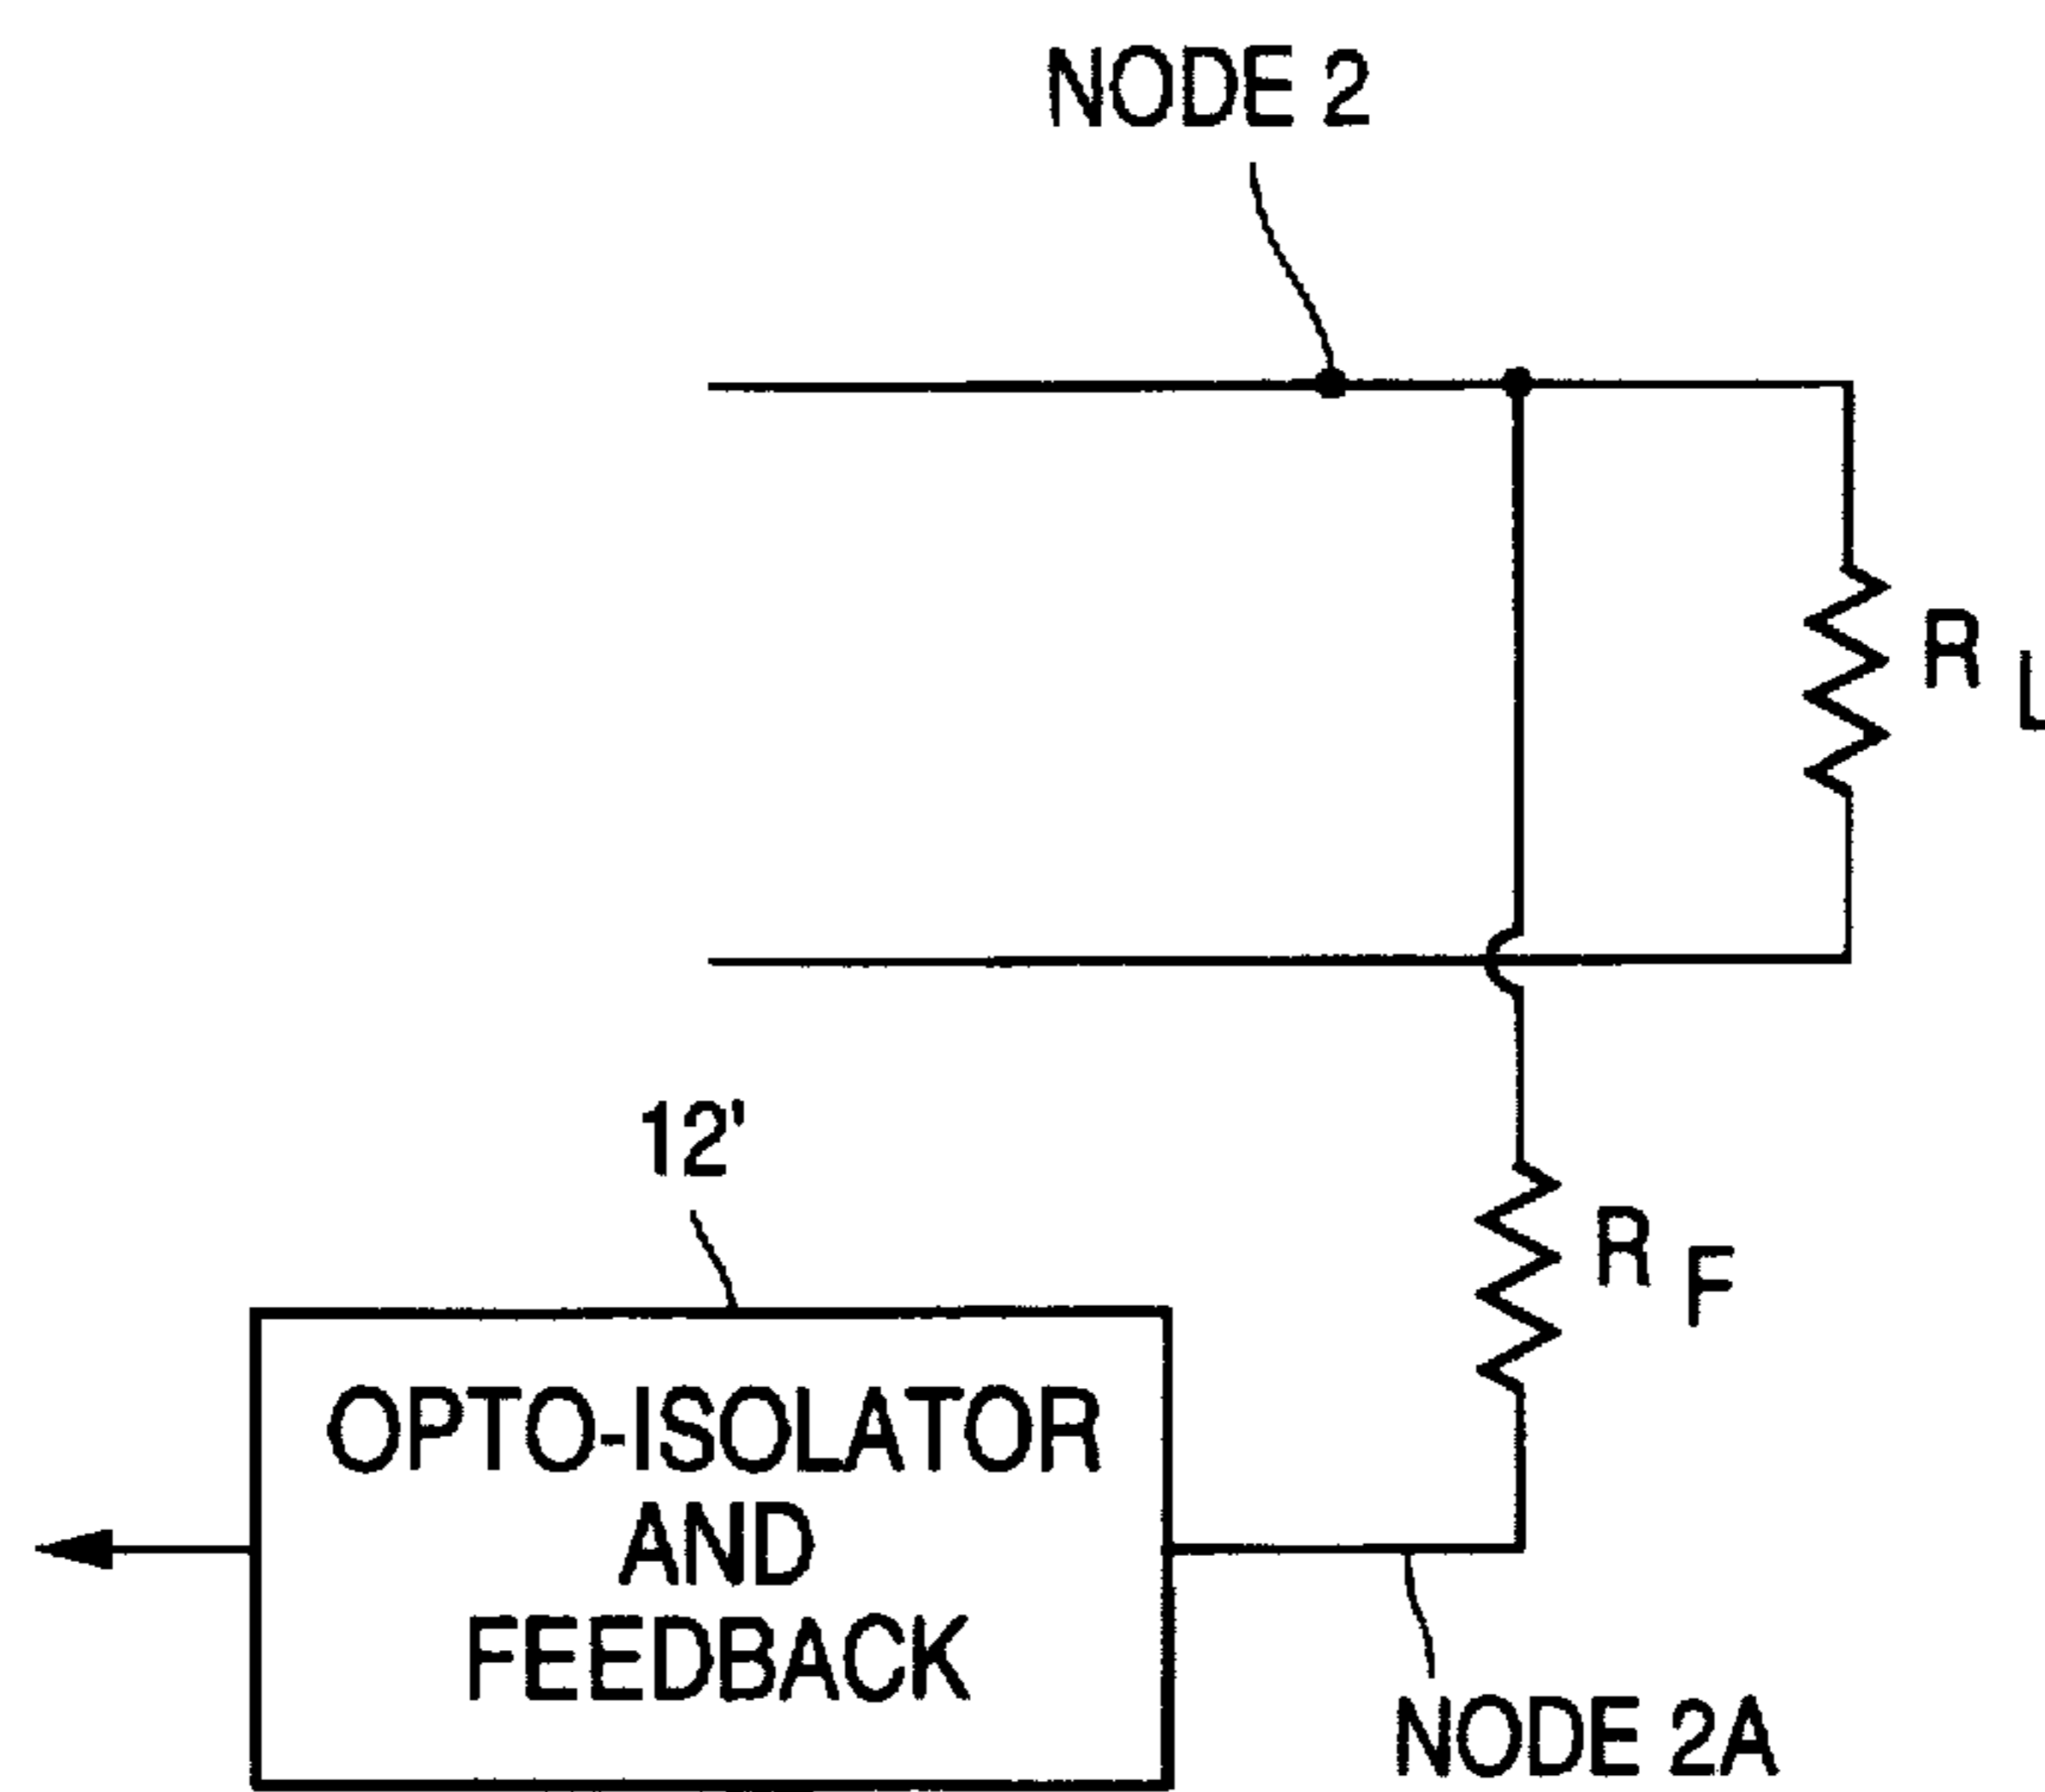 NODE 2
R L
12'
R F
OPTO-ISOLATOR
AND
FEEDBACK
NODE 2A